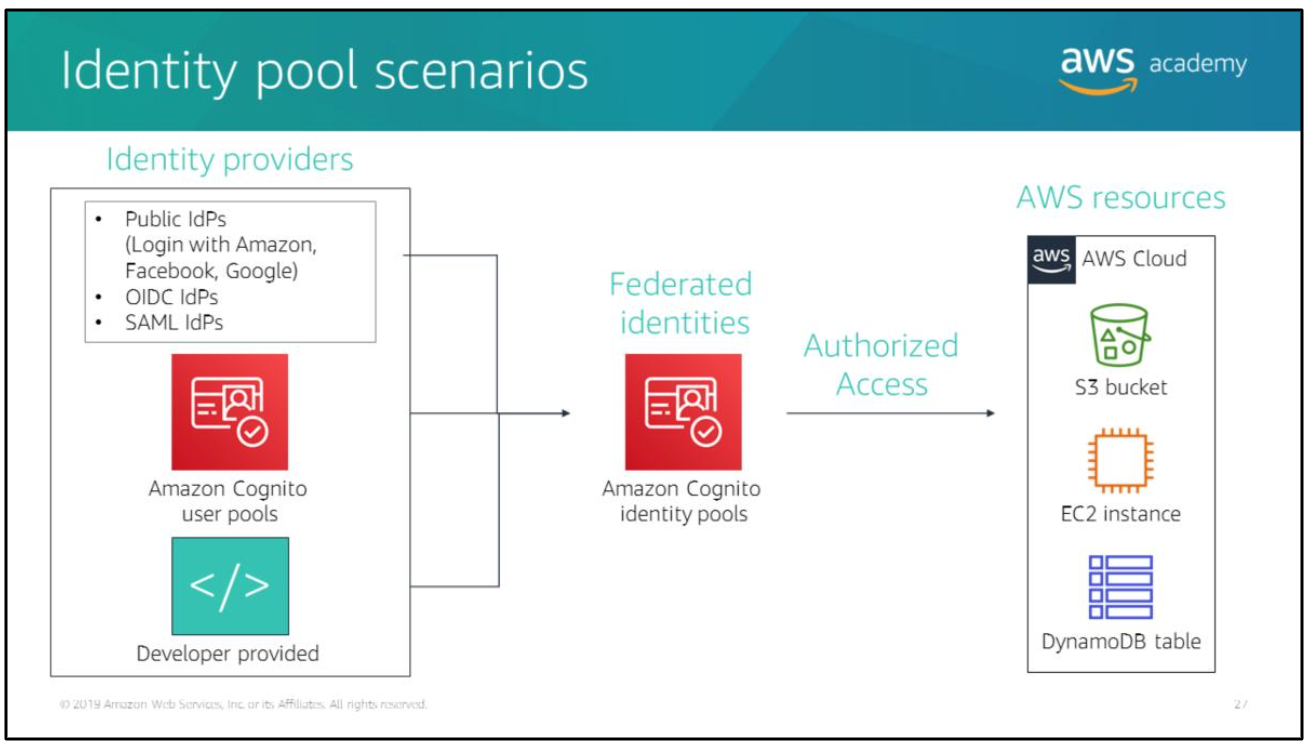 Identity pool scenarios
aws academy
Identity providers
• Public IdPs
(Login with Amazon,
Facebook, Google)
• OIDC IdPs
• SAML IdPs
Amazon Cognito
user pools
</>
Developer provided
Federated
identities
Amazon Cognito
identity pools
Authorized
Access
AWS resources
aws AWS Cloud
S3 bucket
EC2 instance
DynamoDB table
© 2019 Amazon Web Services, Inc. or its Affiliates. All rights reserved.
27